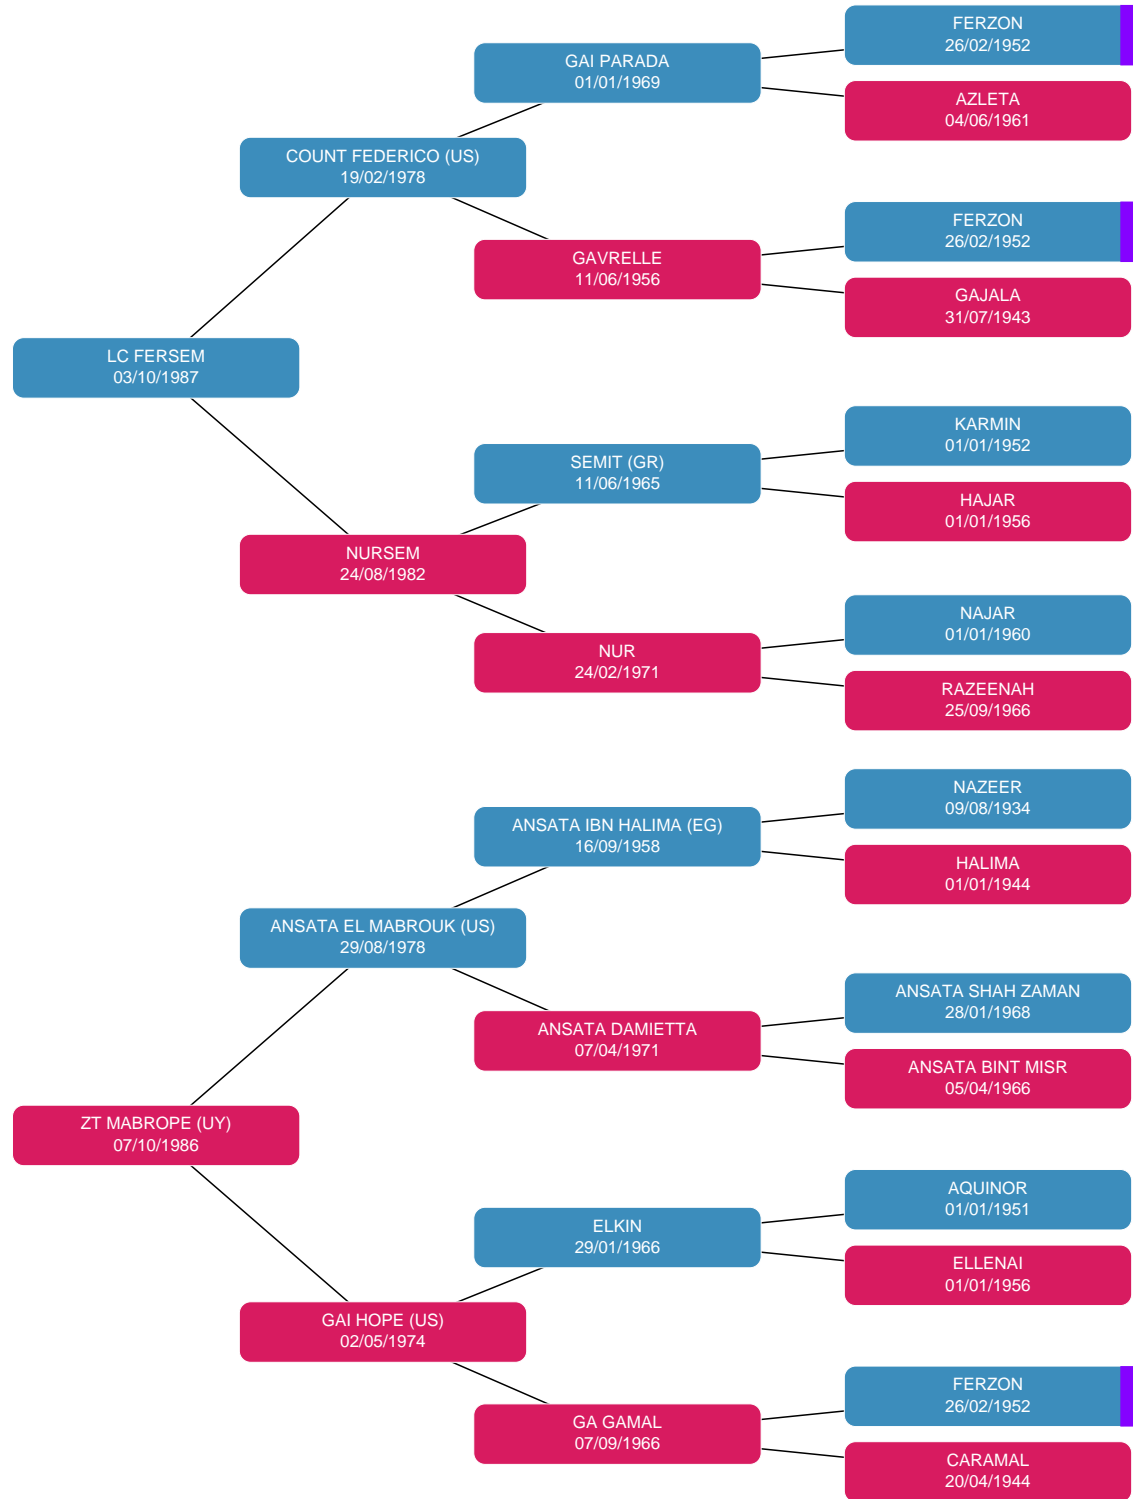 FERZON
26/02/1952
GAI PARADA
01/01/1969
AZLETA
04/06/1961
COUNT FEDERICO (US)
19/02/1978
FERZON
26/02/1952
GAVRELLE
11/06/1956
GAJALA
31/07/1943
LC FERSEM
03/10/1987
KARMIN
01/01/1952
SEMIT (GR)
11/06/1965
HAJAR
01/01/1956
NURSEM
24/08/1982
NAJAR
01/01/1960
NUR
24/02/1971
RAZEENAH
25/09/1966
NAZEER
09/08/1934
ANSATA IBN HALIMA (EG)
16/09/1958
HALIMA
01/01/1944
ANSATA EL MABROUK (US)
29/08/1978
ANSATA SHAH ZAMAN
28/01/1968
ANSATA DAMIETTA
07/04/1971
ANSATA BINT MISR
05/04/1966
ZT MABROPE (UY)
07/10/1986
AQUINOR
01/01/1951
ELKIN
29/01/1966
ELLENAI
01/01/1956
GAI HOPE (US)
02/05/1974
FERZON
26/02/1952
GA GAMAL
07/09/1966
CARAMAL
20/04/1944